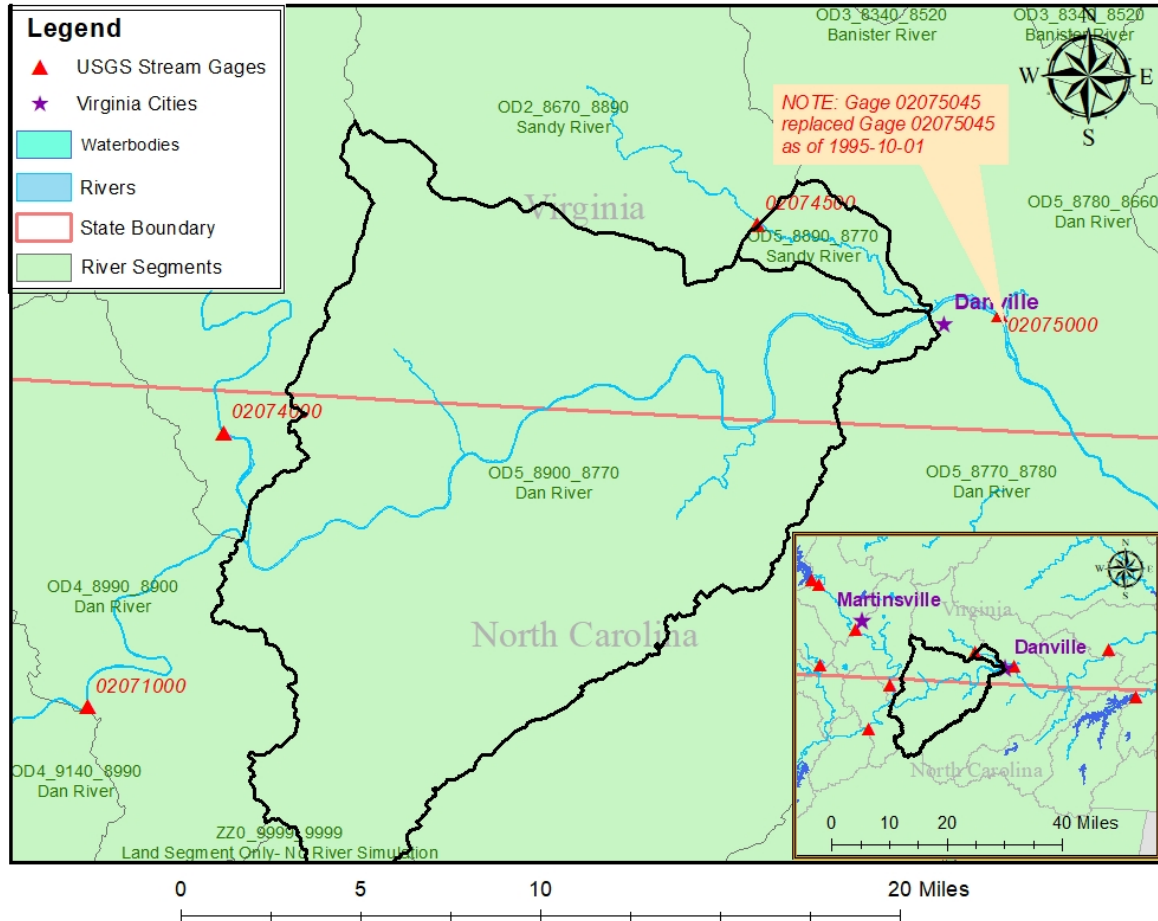 Legend
USGS Stream Gages
Virginia Cities
Waterbodies
Rivers
State Boundary
River Segments
OD3_8340_8520
Banister River
OD3_8340_8520
Banister River
N
W
E
S
OD2_8670_8890
Sandy River
NOTE: Gage 02075045
replaced Gage 02075045
as of 1995-10-01
Virginia
02074500
OD5_8890_8770
Sandy River
OD5_8780_8660
Dan River
Danville
02075000
02074000
OD5_8900_8770
Dan River
OD5_8770_8780
Dan River
OD4_8990_8900
Dan River
North Carolina
02071000
OD4_9140_8990
Dan River
ZZ0_9999_9999
Land Segment Only- No River Simulation
N
W
E
S
Martinsville
Virginia
Danville
North Carolina
0 10 20 40 Miles
0 5 10 20 Miles